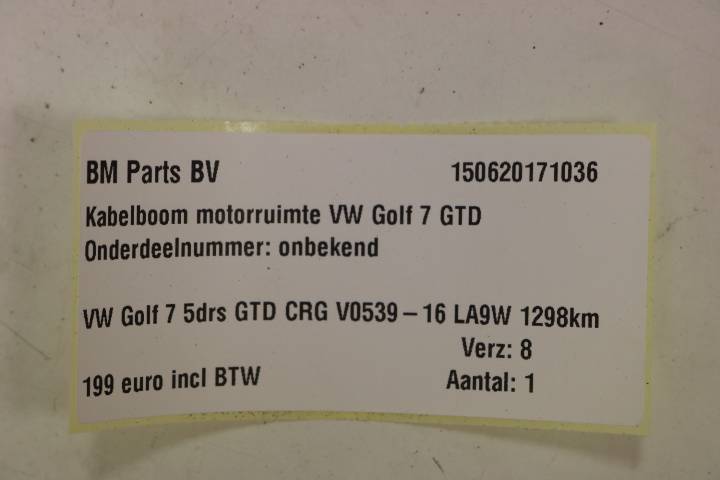 BM Parts BV 150620171036
Kabelboom motorruimte VW Golf 7 GTD
Onderdeelnummer: onbekend
VW Golf 7 5drs GTD CRG V0539-16 LA9W 1298km
Verz: 8
199 euro incl BTW Aantal: 1